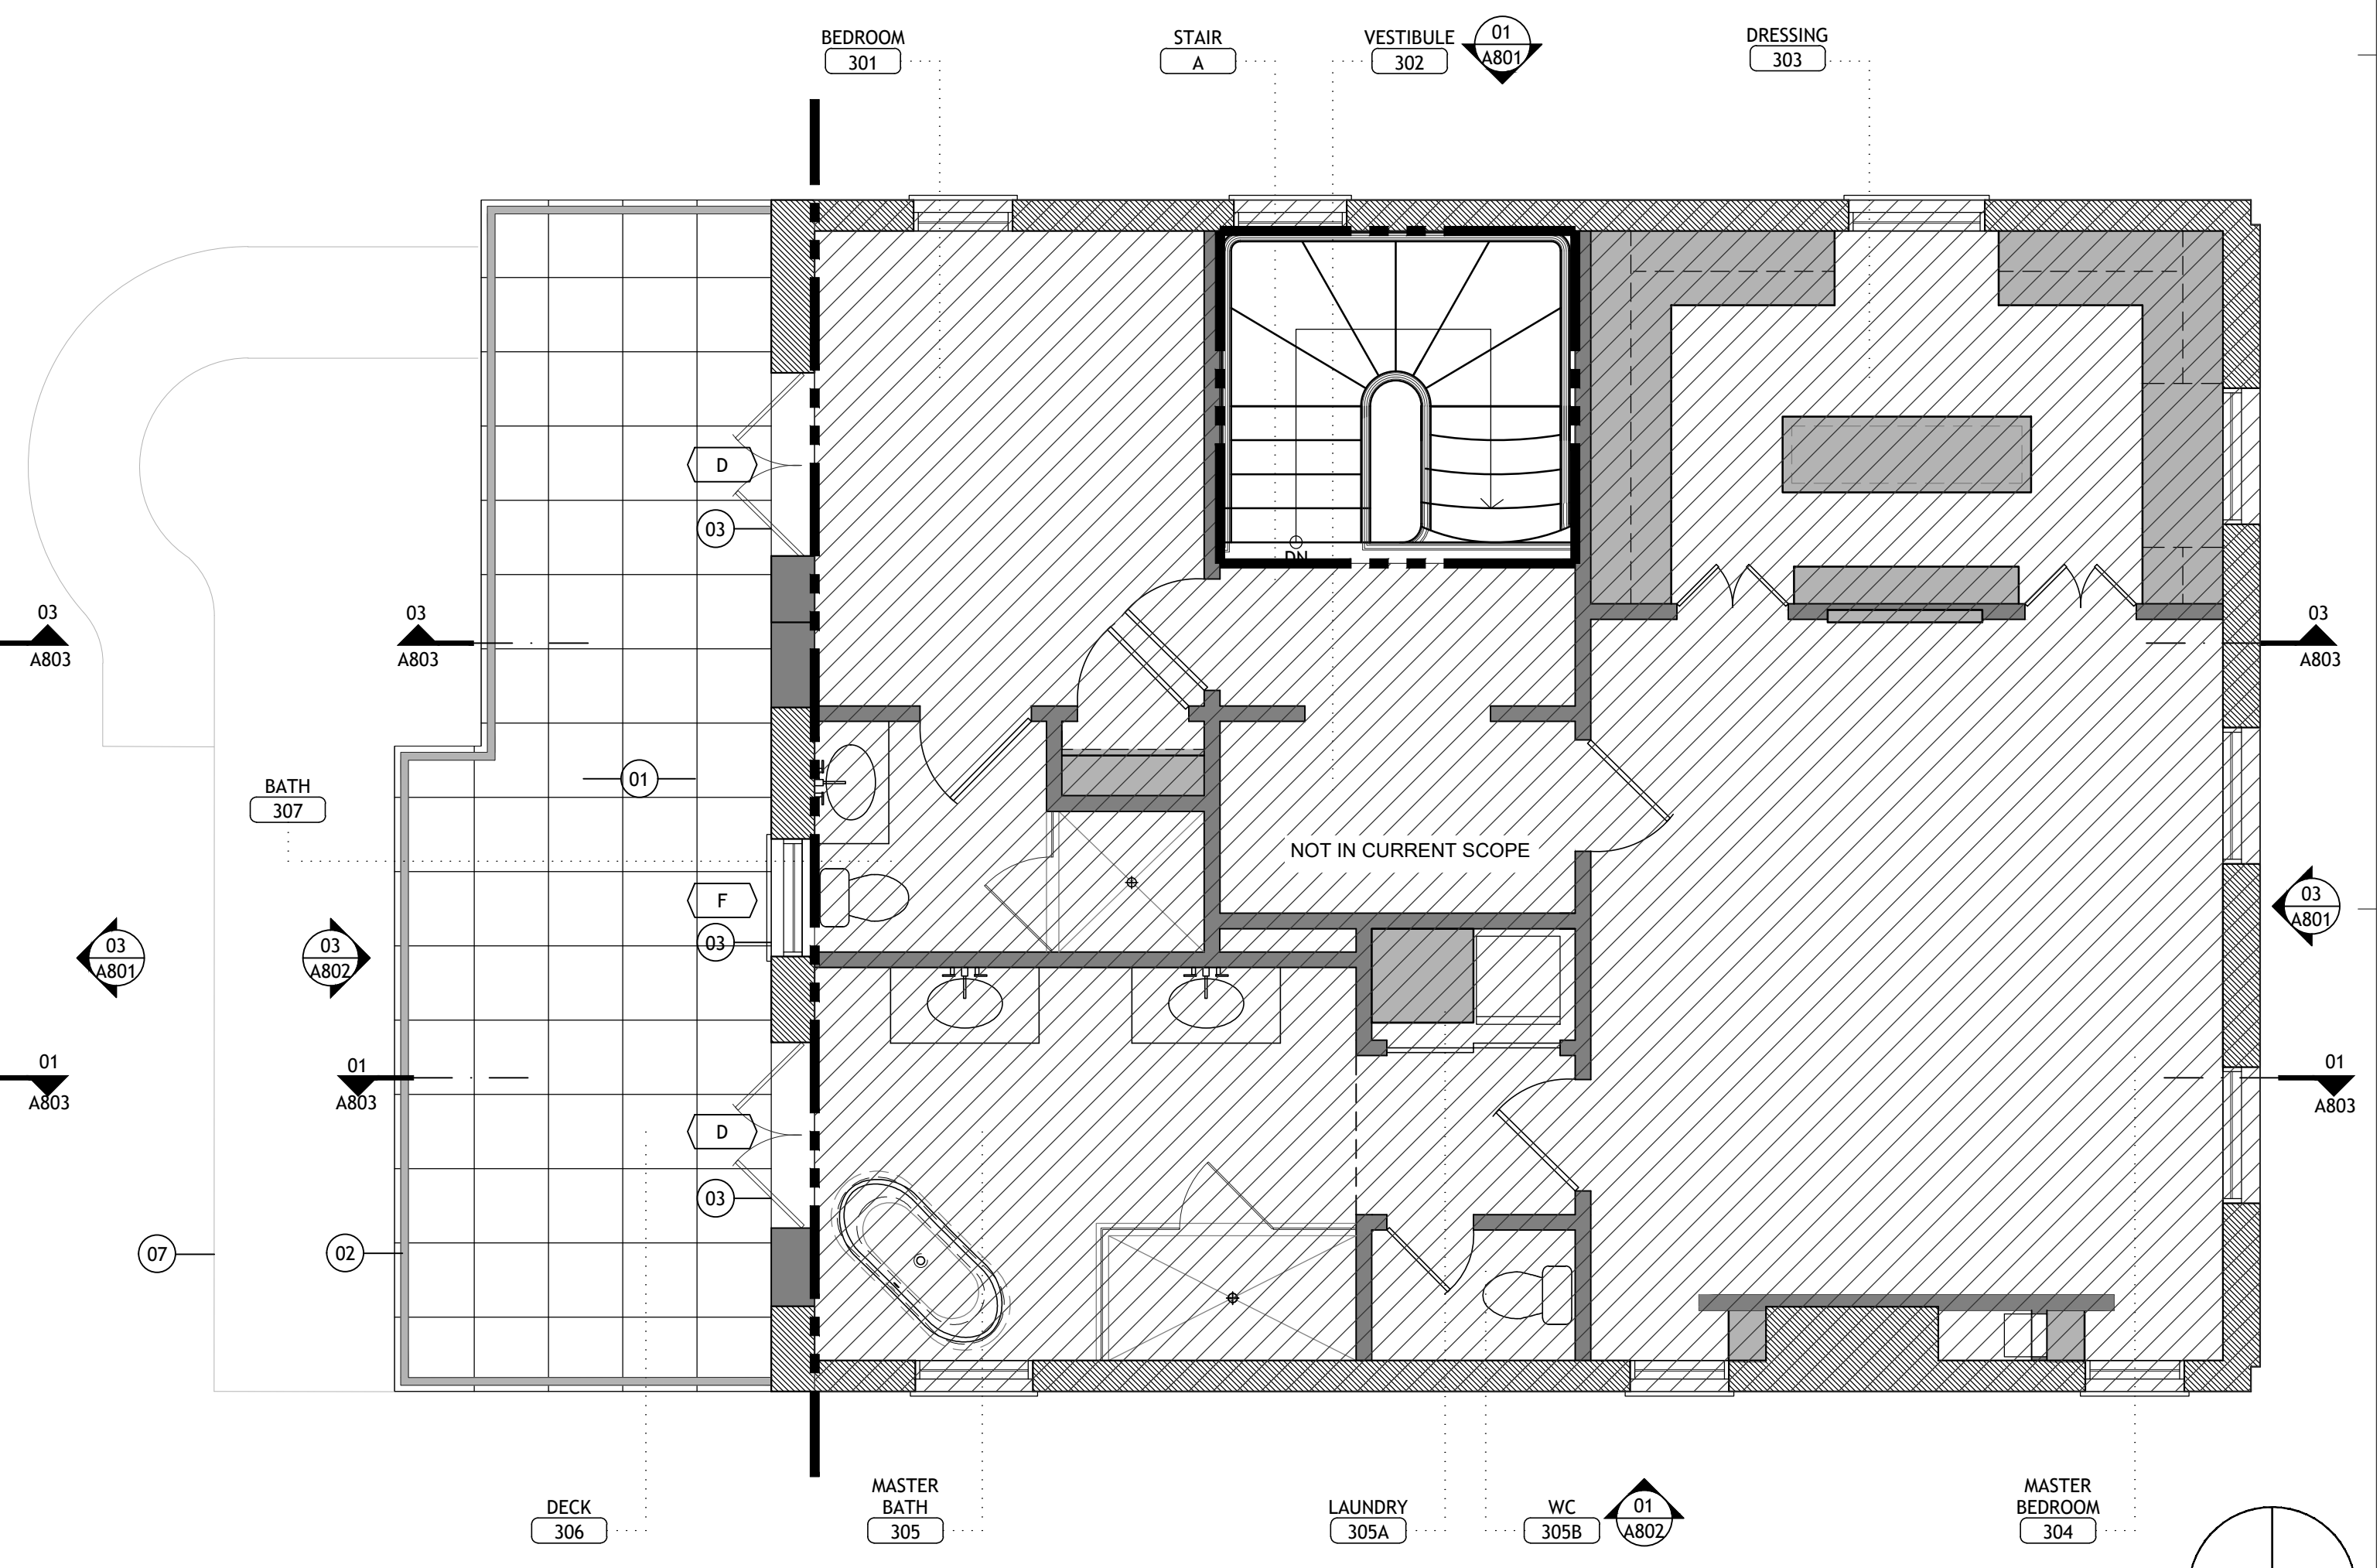 BEDROOM
301
STAIR
A
VESTIBULE
302
01
A801
DRESSING
303
D
03
DN
03
A803
03
A803
03
A803
01
BATH
307
NOT IN CURRENT SCOPE
F
03
03
A801
03
A802
03
A801
01
A803
01
A803
01
A803
D
03
07
02
DECK
306
MASTER
BATH
305
LAUNDRY
305A
WC
305B
01
A802
MASTER
BEDROOM
304